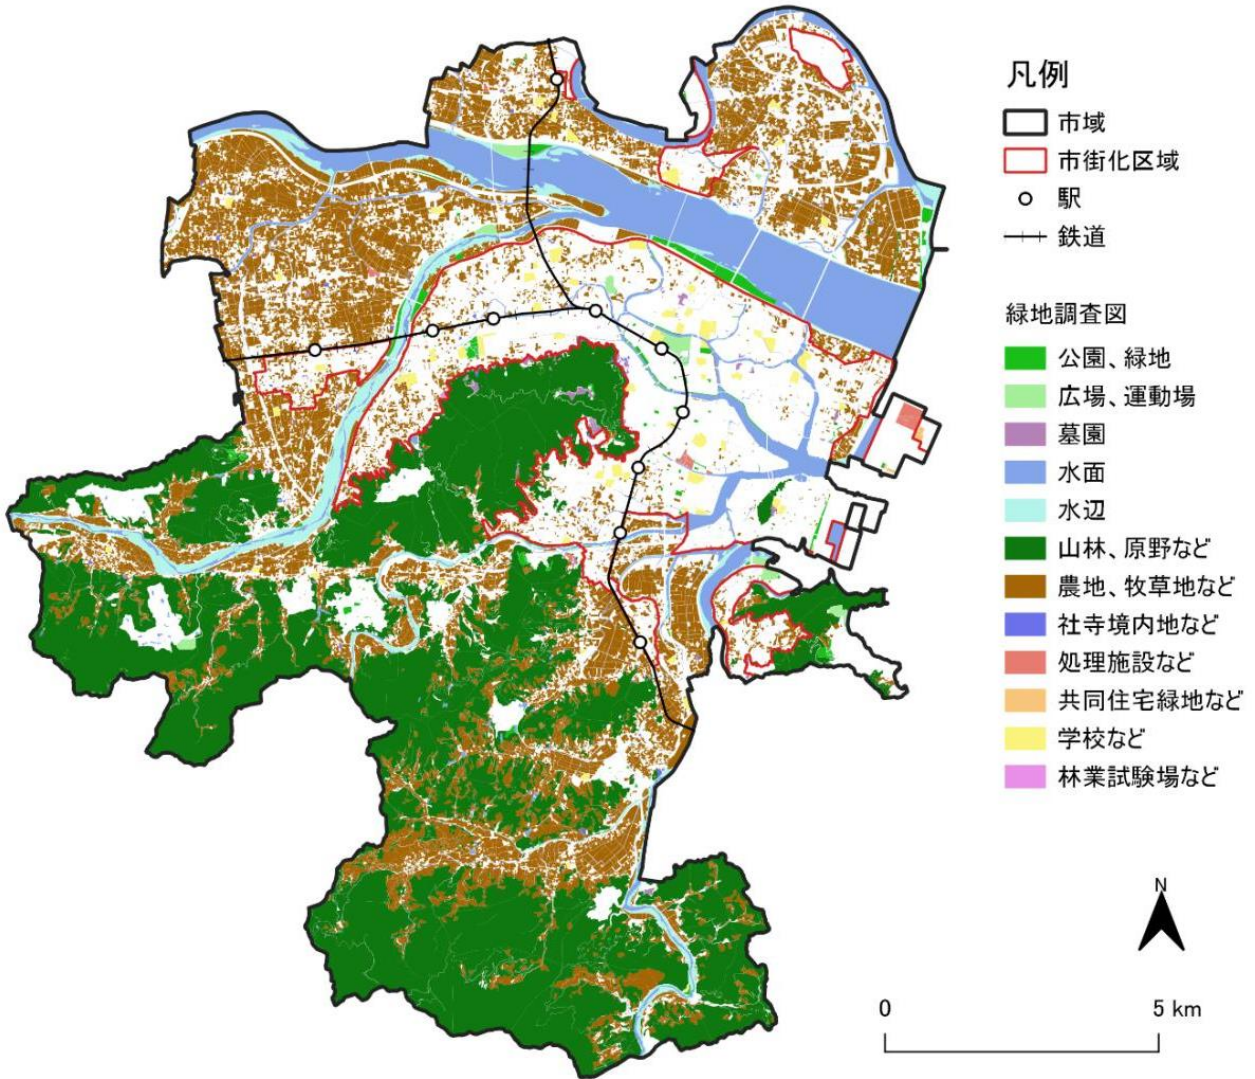 凡例
市域
市街化区域
駅
鉄道
緑地調査図
公園、緑地
広場、運動場
墓園
水面
水辺
山林、原野など
農地、牧草地など
社寺境内地など
処理施設など
共同住宅緑地など
学校など
林業試験場など
N
0 5 km